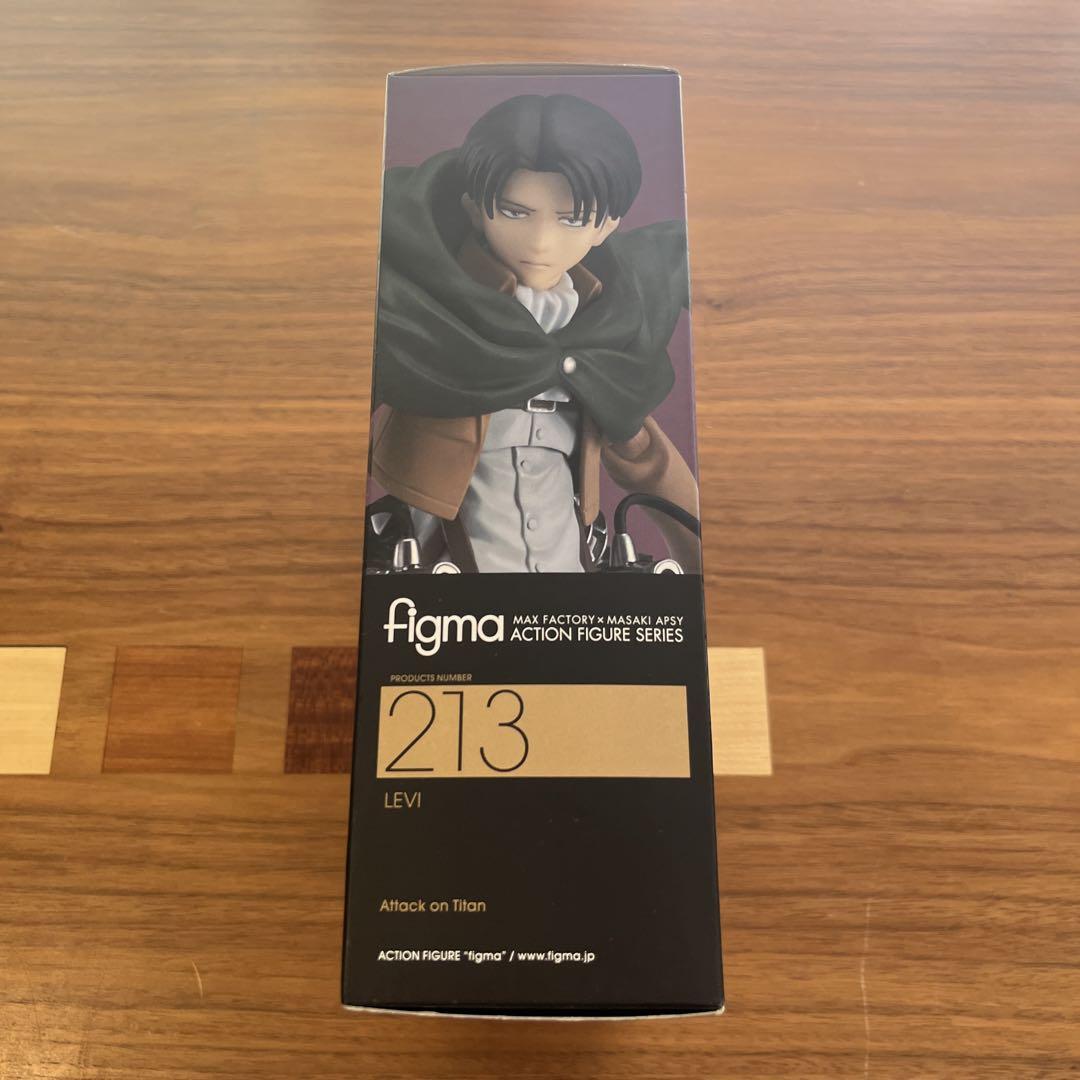 figma MAX FACTORY × MASAKI APSY
ACTION FIGURE SERIES
PRODUCTS NUMBER
213
LEVI
Attack on Titan
ACTION FIGURE "figma" / www.figma.jp